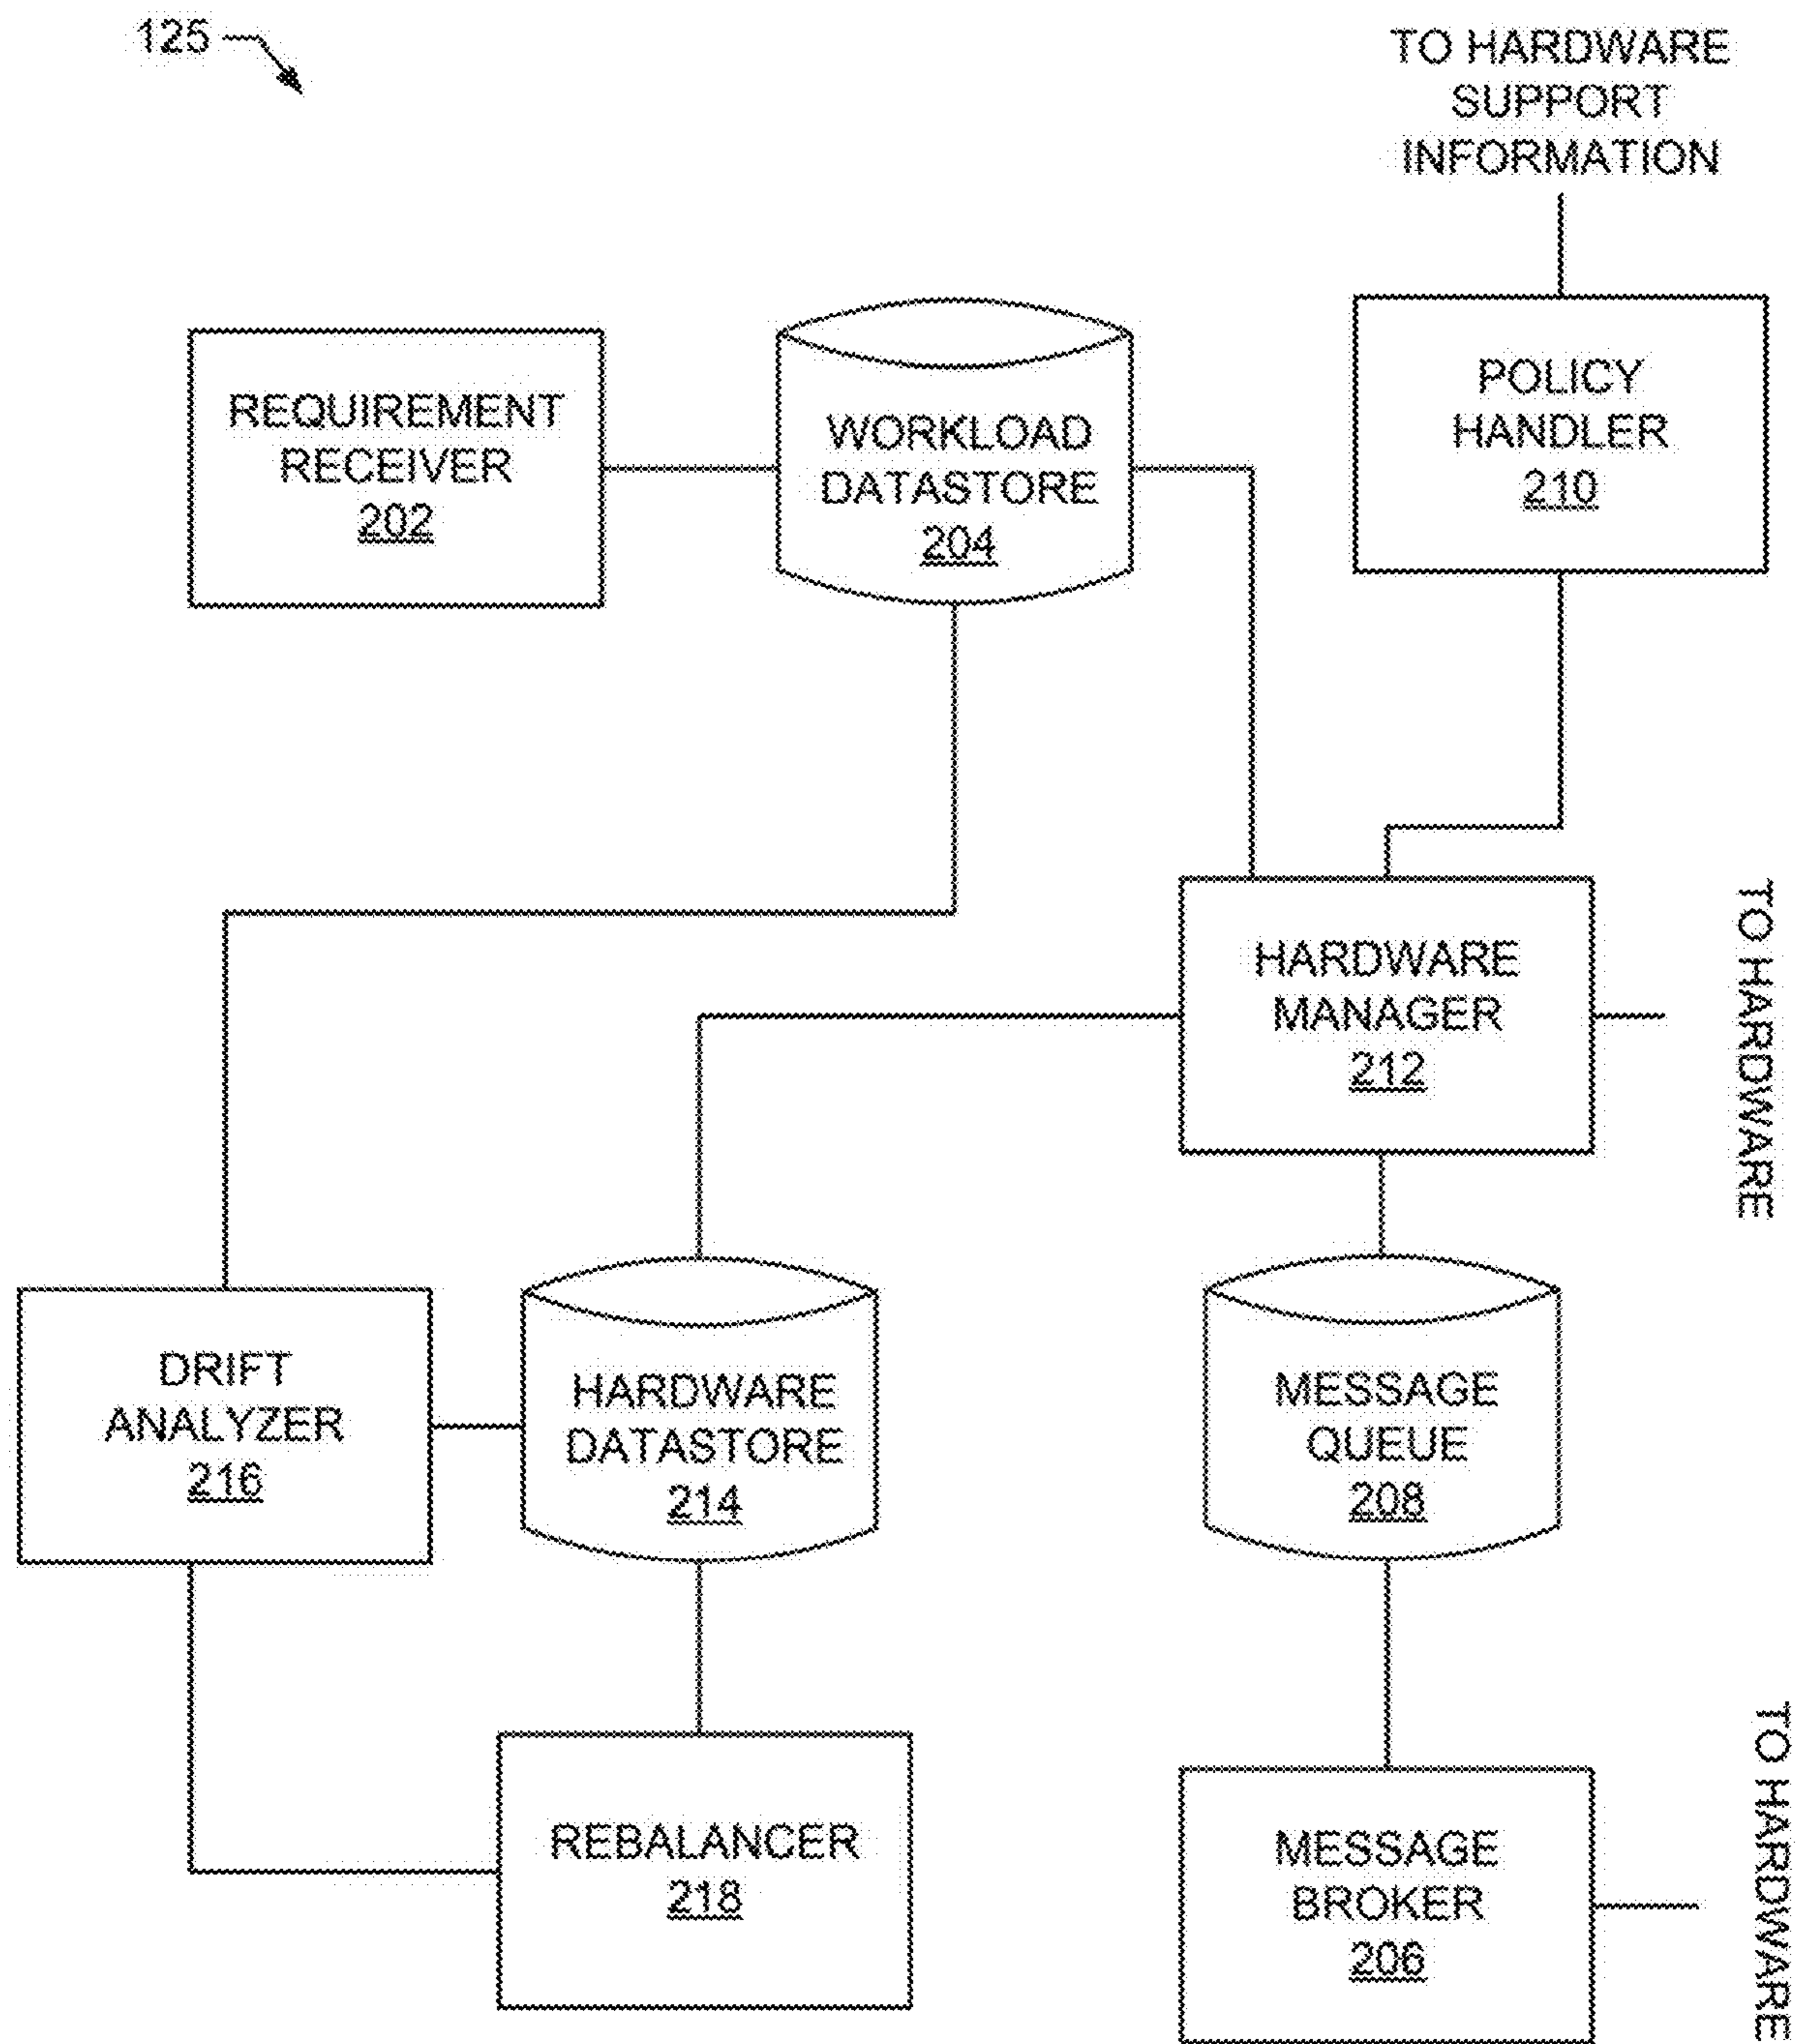 125
TO HARDWARE
SUPPORT
INFORMATION
REQUIREMENT
RECEIVER
202
WORKLOAD
DATASTORE
204
POLICY
HANDLER
210
HARDWARE
MANAGER
212
TO HARDWARE
DRIFT
ANALYZER
216
HARDWARE
DATASTORE
214
MESSAGE
QUEUE
208
REBALANCER
218
MESSAGE
BROKER
206
TO HARDWARE